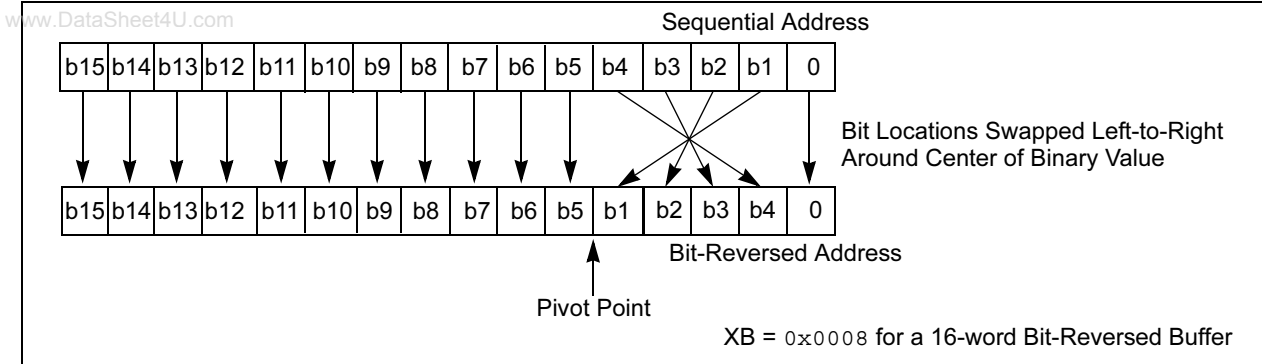 www.DataSheet4U.com
Sequential Address
b15 b14 b13 b12 b11 b10 b9 b8 b7 b6 b5 b4 b3 b2 b1 0
Bit Locations Swapped Left-to-Right
Around Center of Binary Value
b15 b14 b13 b12 b11 b10 b9 b8 b7 b6 b5 b1 b2 b3 b4 0
Bit-Reversed Address
Pivot Point
XB = 0x0008 for a 16-word Bit-Reversed Buffer